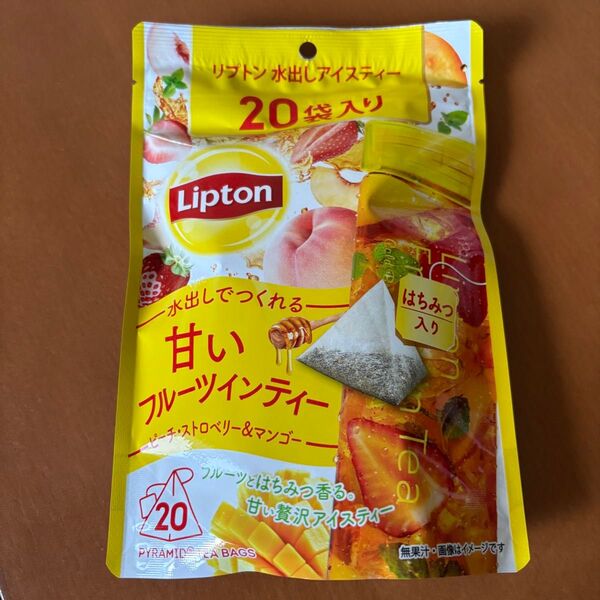 リプトン 水出しアイスティー
20袋入り
Lipton
水出しでつくれる
甘い
フルーツインティー
ピーチ・ストロベリー&マンゴー
はちみつ
入り
フルーツとはちみつ香る。
甘い贅沢アイスティー
20
PYRAMID TEA BAGS
無果汁・画像はイメージです